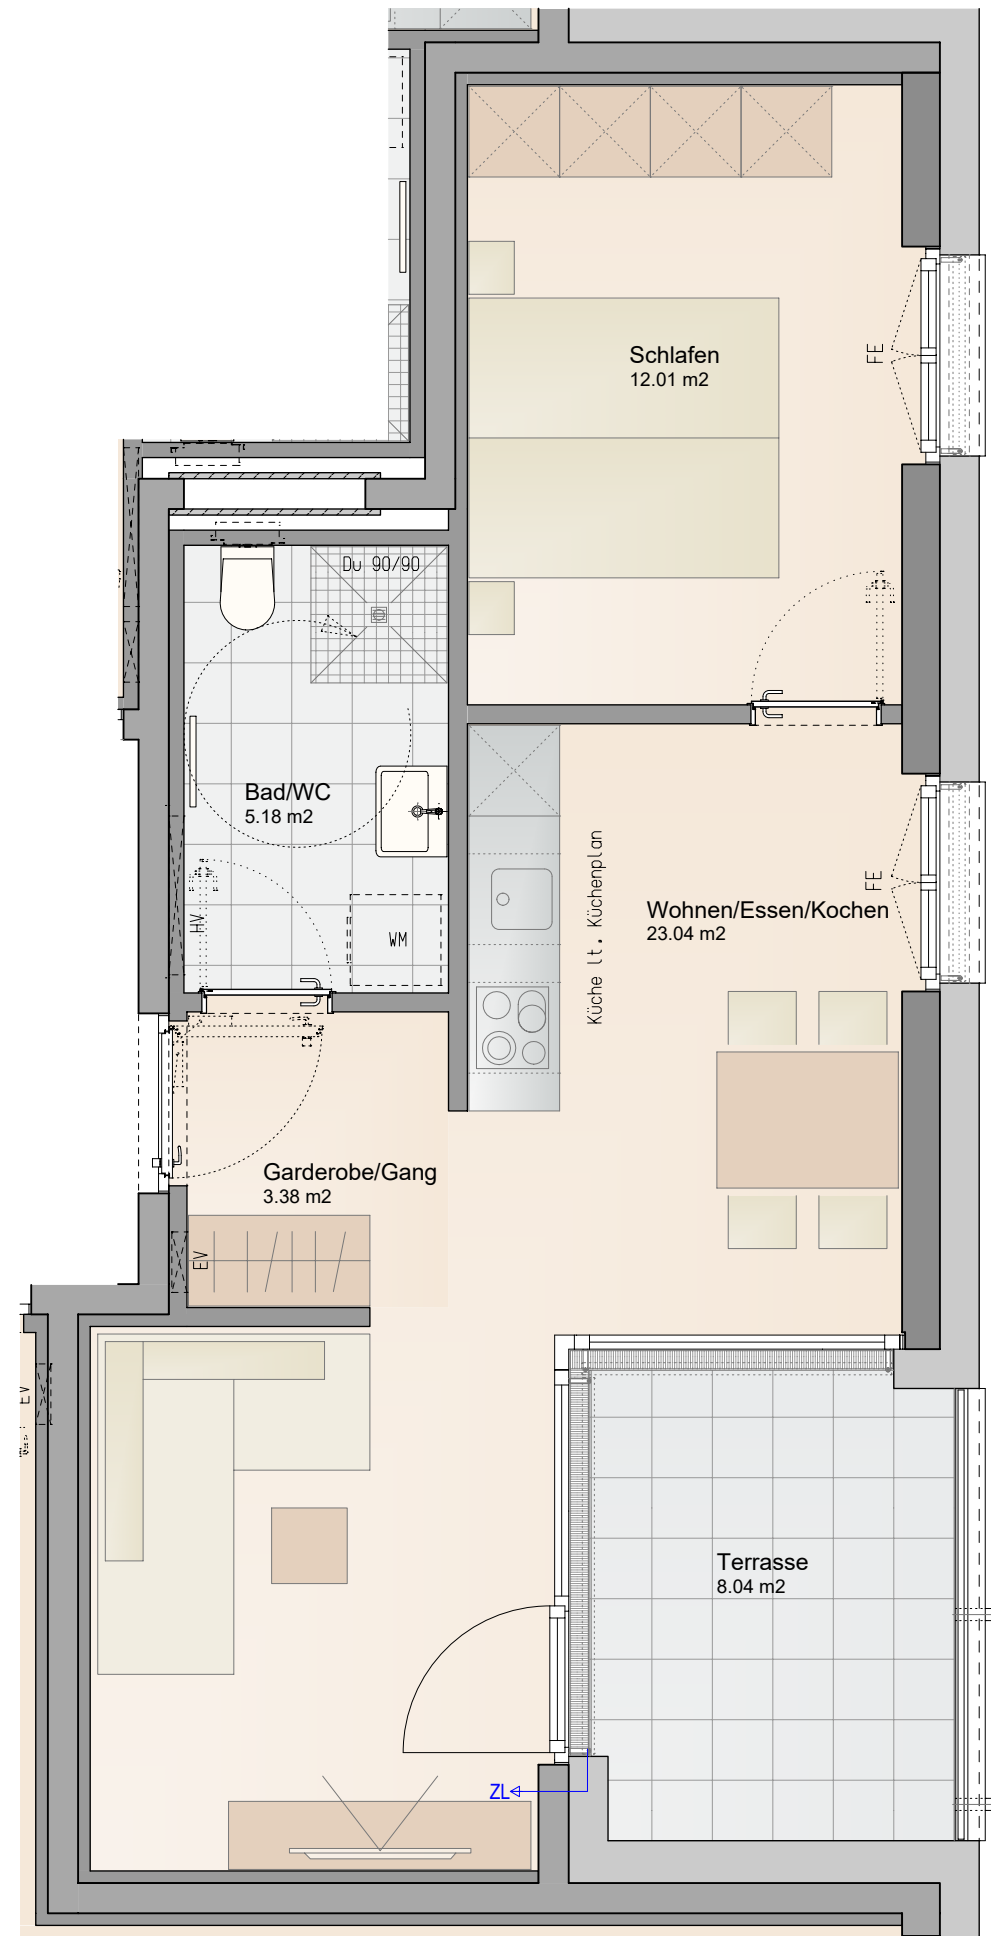 Schlafen
12.01 m2
FE
Du 90/90
Bad/WC
5.18 m2
HV
WM
Küche lt. Küchenplan
FE
Wohnen/Essen/Kochen
23.04 m2
Garderobe/Gang
3.38 m2
EV
EV
Terrasse
8.04 m2
ZL